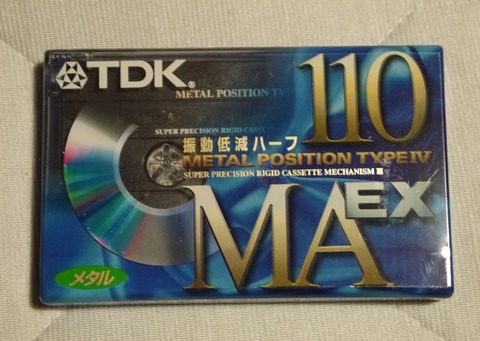 TDK®
110
METAL POSITION TY
SUPER PRECISION RIGID CASSE
振動低減ハーフ
METAL POSITION TYPE IV
SUPER PRECISION RIGID CASSETTE MECHANISM III
MA EX
メタル